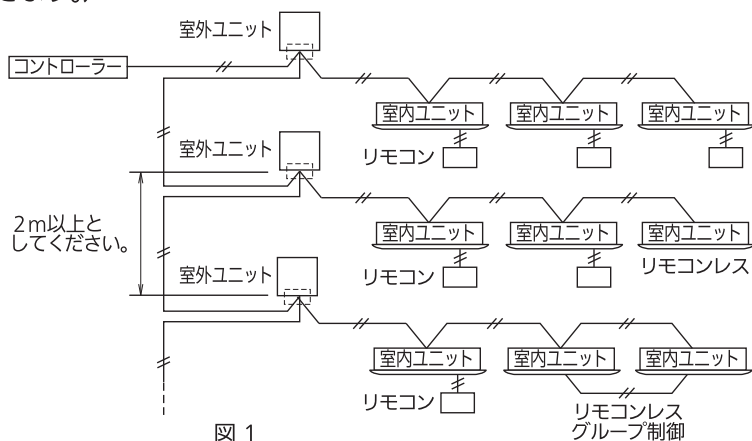 できます。
室外ユニット
コントローラー
室内ユニット 室内ユニット 室内ユニット
リモコン
室外ユニット
2m以上と
してください。
室内ユニット 室内ユニット 室内ユニット
リモコン
リモコンレス
室外ユニット
室内ユニット 室内ユニット 室内ユニット
リモコン
リモコンレス
グループ制御
図 1